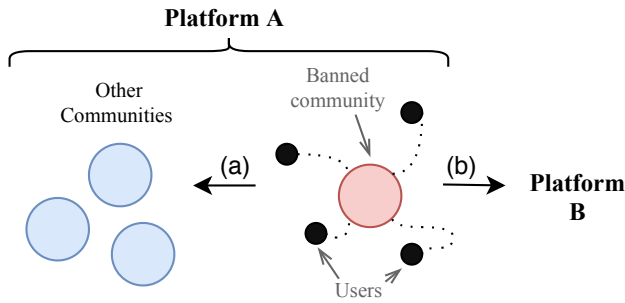 Platform A
Other
Communities
Banned
community
(a)
(b)
Platform
B
Users